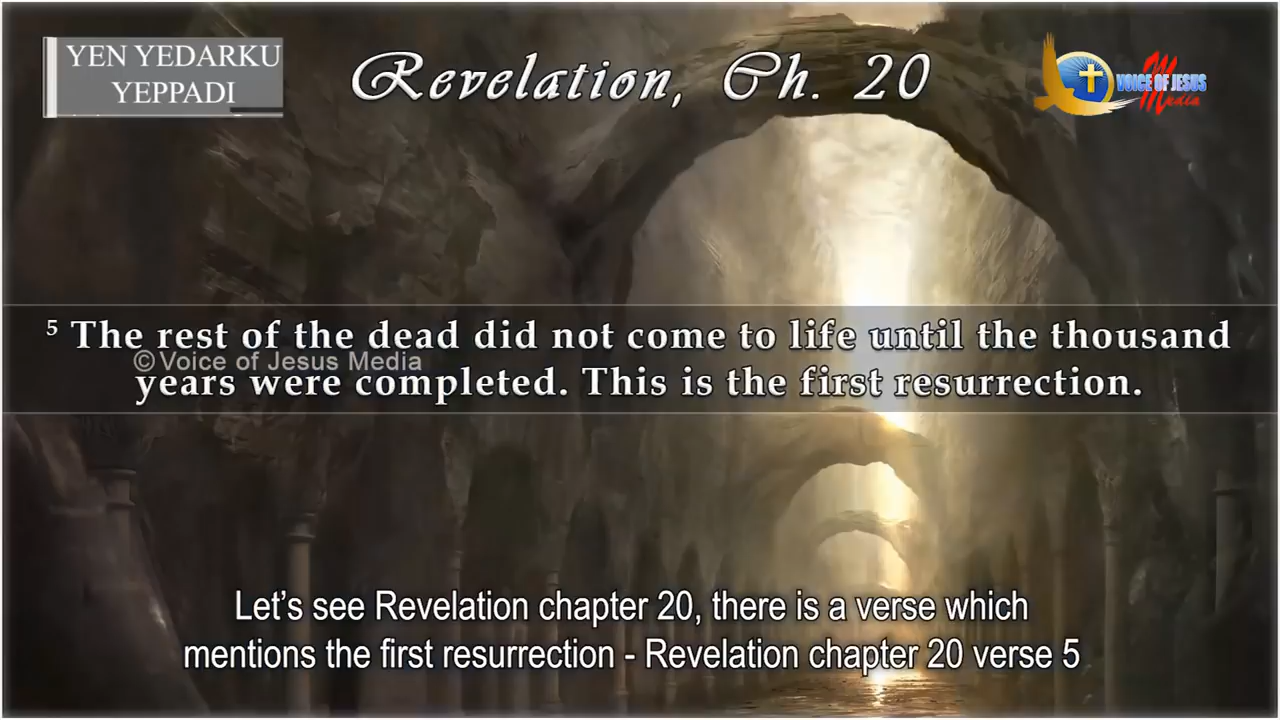 YEN YEDARKU
YEPPADI
Revelation, Ch. 20
VOICE OF JESUS
Media
5 The rest of the dead did not come to life until the thousand
© Voice of Jesus Media
years were completed. This is the first resurrection.
Let's see Revelation chapter 20, there is a verse which
mentions the first resurrection - Revelation chapter 20 verse 5